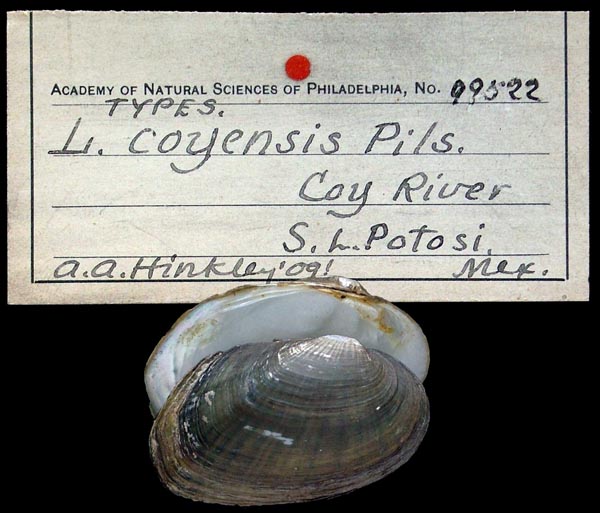 ACADEMY OF NATURAL SCIENCES OF PHILADELPHIA, NO. 99522
TYPES.
L. coyensis Pils.
Coy River
S. L. Potosi,
a.a. Hinkley '09! Mex.